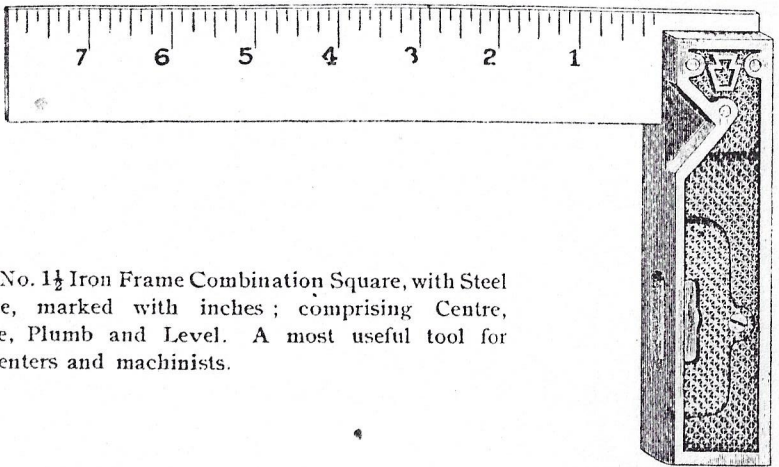 7 6 5 4 3 2 1
No. 1½ Iron Frame Combination Square, with Steel
e, marked with inches ; comprising Centre,
e, Plumb and Level. A most useful tool for
enters and machinists.